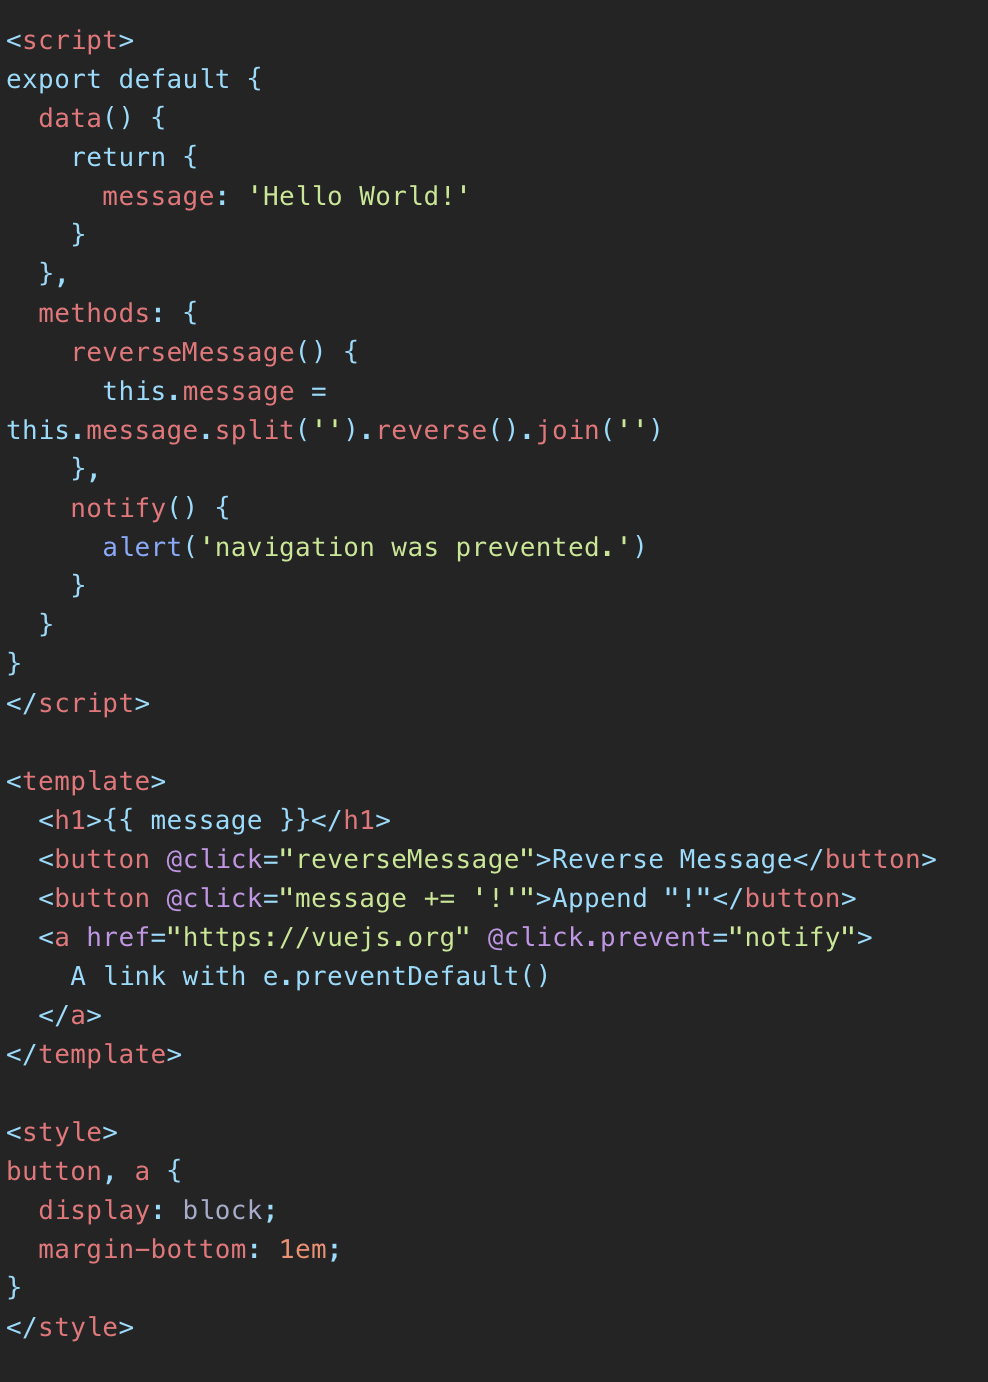 <script>
export default {
  data() {
    return {
      message: 'Hello World!'
    }
  },
  methods: {
    reverseMessage() {
      this.message =
this.message.split('').reverse().join('')
    },
    notify() {
      alert('navigation was prevented.')
    }
  }
}
</script>

<template>
  <h1>{{ message }}</h1>
  <button @click="reverseMessage">Reverse Message</button>
  <button @click="message += '!'">Append "!"</button>
  <a href="https://vuejs.org" @click.prevent="notify">
    A link with e.preventDefault()
  </a>
</template>

<style>
button, a {
  display: block;
  margin-bottom: 1em;
}
</style>